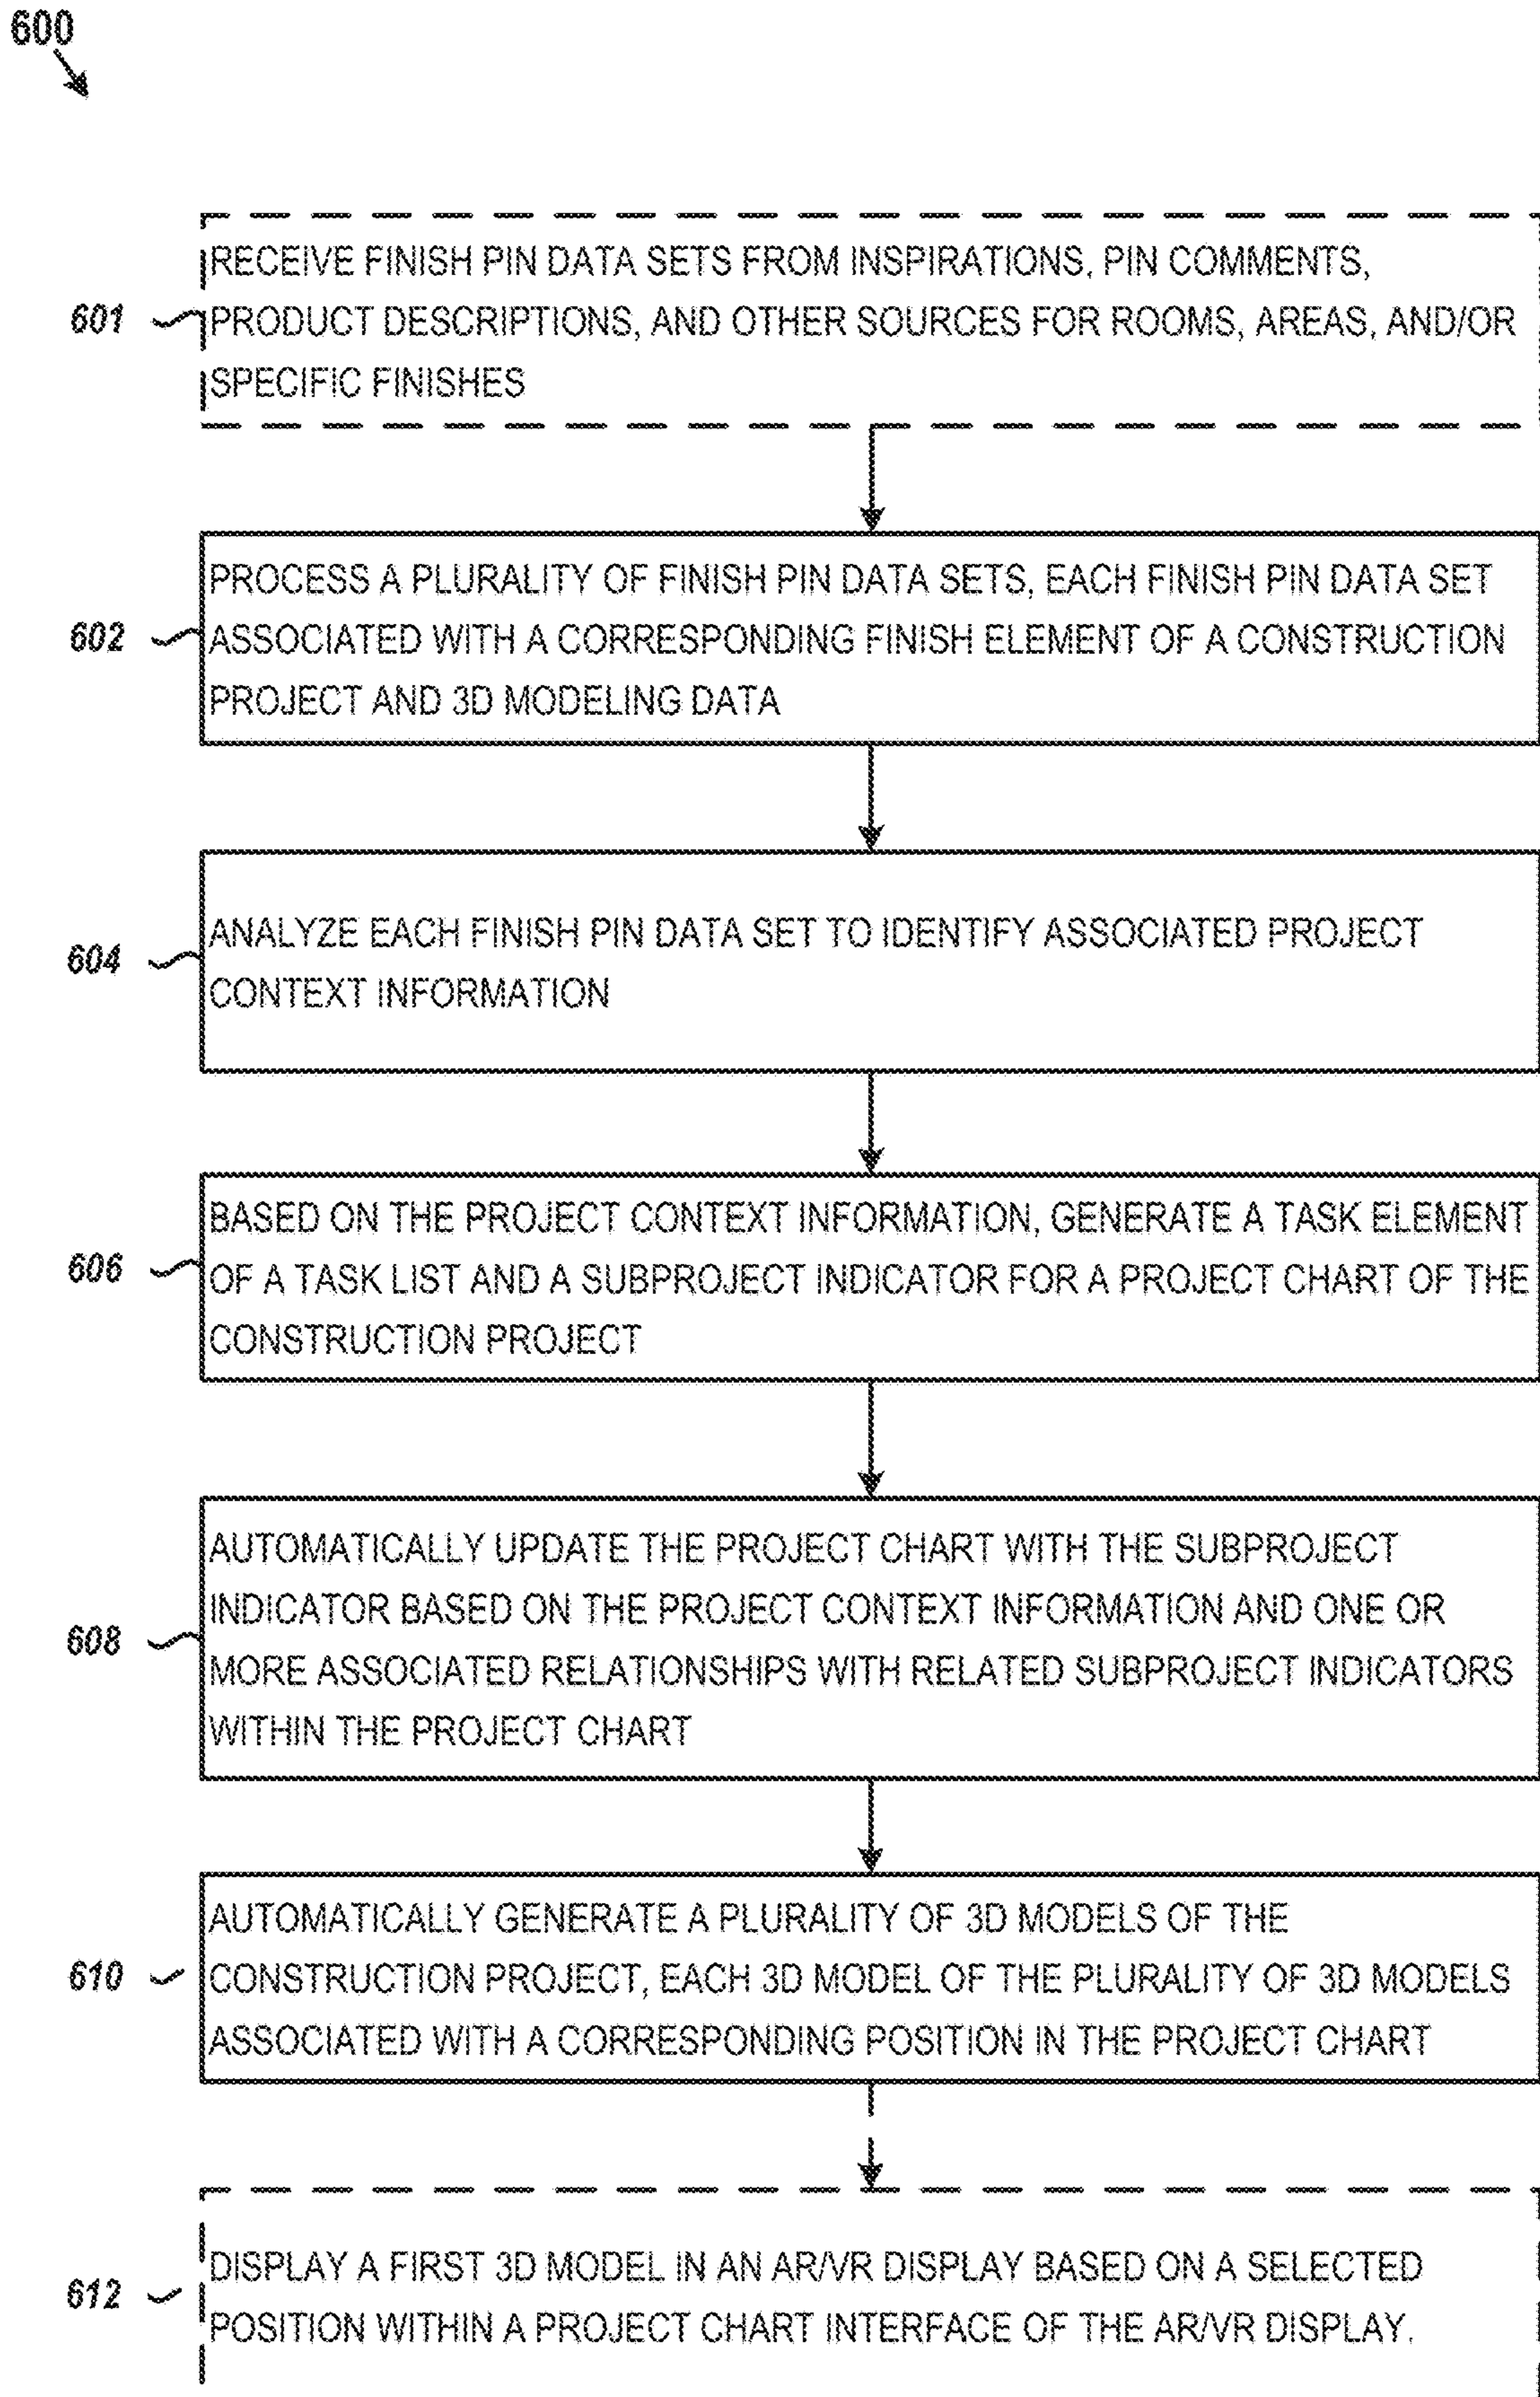 600
601
RECEIVE FINISH PIN DATA SETS FROM INSPIRATIONS, PIN COMMENTS,
PRODUCT DESCRIPTIONS, AND OTHER SOURCES FOR ROOMS, AREAS, AND/OR
SPECIFIC FINISHES
602
PROCESS A PLURALITY OF FINISH PIN DATA SETS, EACH FINISH PIN DATA SET
ASSOCIATED WITH A CORRESPONDING FINISH ELEMENT OF A CONSTRUCTION
PROJECT AND 3D MODELING DATA
604
ANALYZE EACH FINISH PIN DATA SET TO IDENTIFY ASSOCIATED PROJECT
CONTEXT INFORMATION
606
BASED ON THE PROJECT CONTEXT INFORMATION, GENERATE A TASK ELEMENT
OF A TASK LIST AND A SUBPROJECT INDICATOR FOR A PROJECT CHART OF THE
CONSTRUCTION PROJECT
608
AUTOMATICALLY UPDATE THE PROJECT CHART WITH THE SUBPROJECT
INDICATOR BASED ON THE PROJECT CONTEXT INFORMATION AND ONE OR
MORE ASSOCIATED RELATIONSHIPS WITH RELATED SUBPROJECT INDICATORS
WITHIN THE PROJECT CHART
610
AUTOMATICALLY GENERATE A PLURALITY OF 3D MODELS OF THE
CONSTRUCTION PROJECT, EACH 3D MODEL OF THE PLURALITY OF 3D MODELS
ASSOCIATED WITH A CORRESPONDING POSITION IN THE PROJECT CHART
612
DISPLAY A FIRST 3D MODEL IN AN AR/VR DISPLAY BASED ON A SELECTED
POSITION WITHIN A PROJECT CHART INTERFACE OF THE AR/VR DISPLAY.